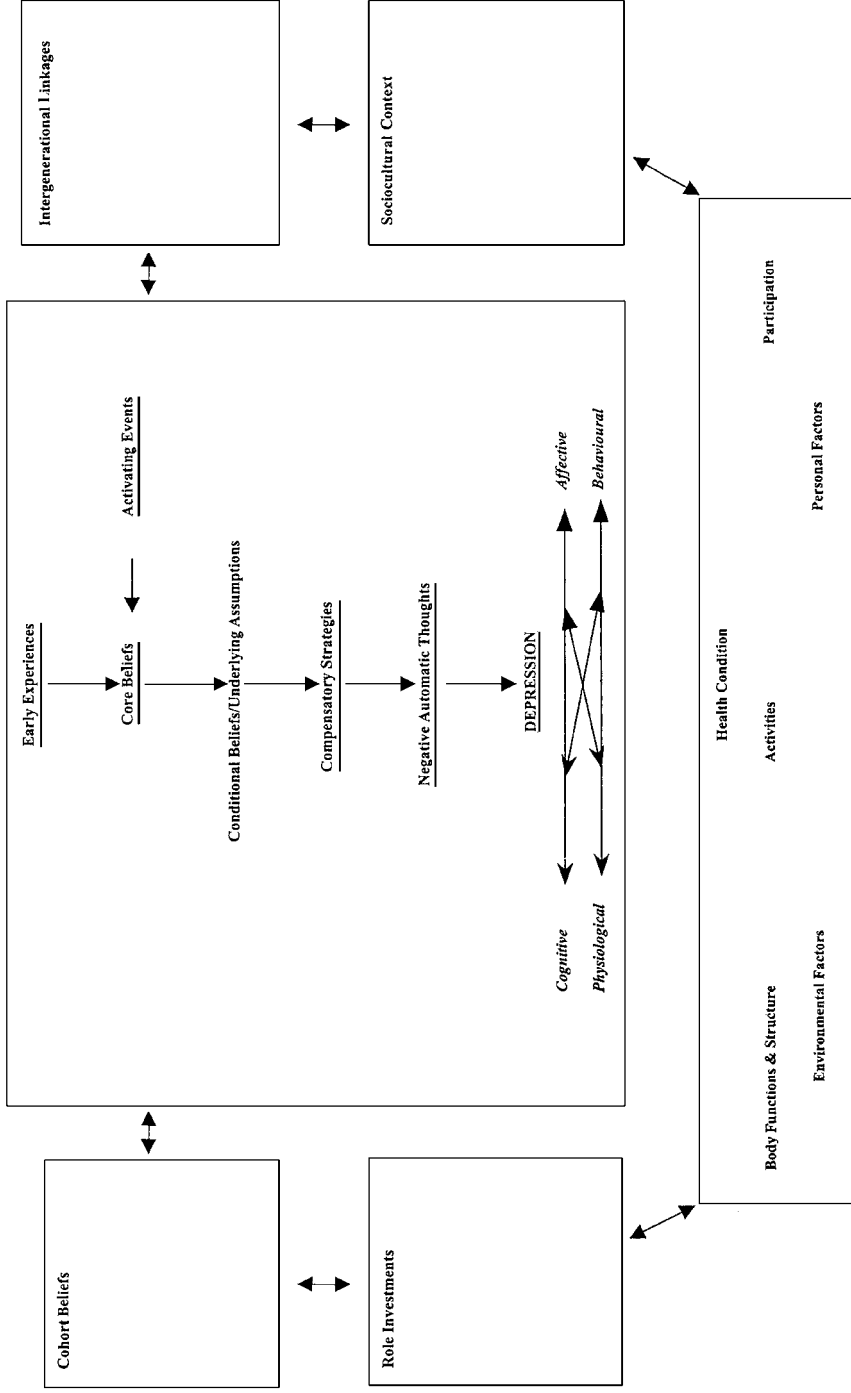 Cohort Beliefs
Role Investments
Early Experiences
Core Beliefs
Activating Events
Conditional Beliefs/Underlying Assumptions
Compensatory Strategies
Negative Automatic Thoughts
DEPRESSION
Cognitive
Affective
Physiological
Behavioural
Intergenerational Linkages
Sociocultural Context
Health Condition
Body Functions & Structure
Activities
Participation
Environmental Factors
Personal Factors